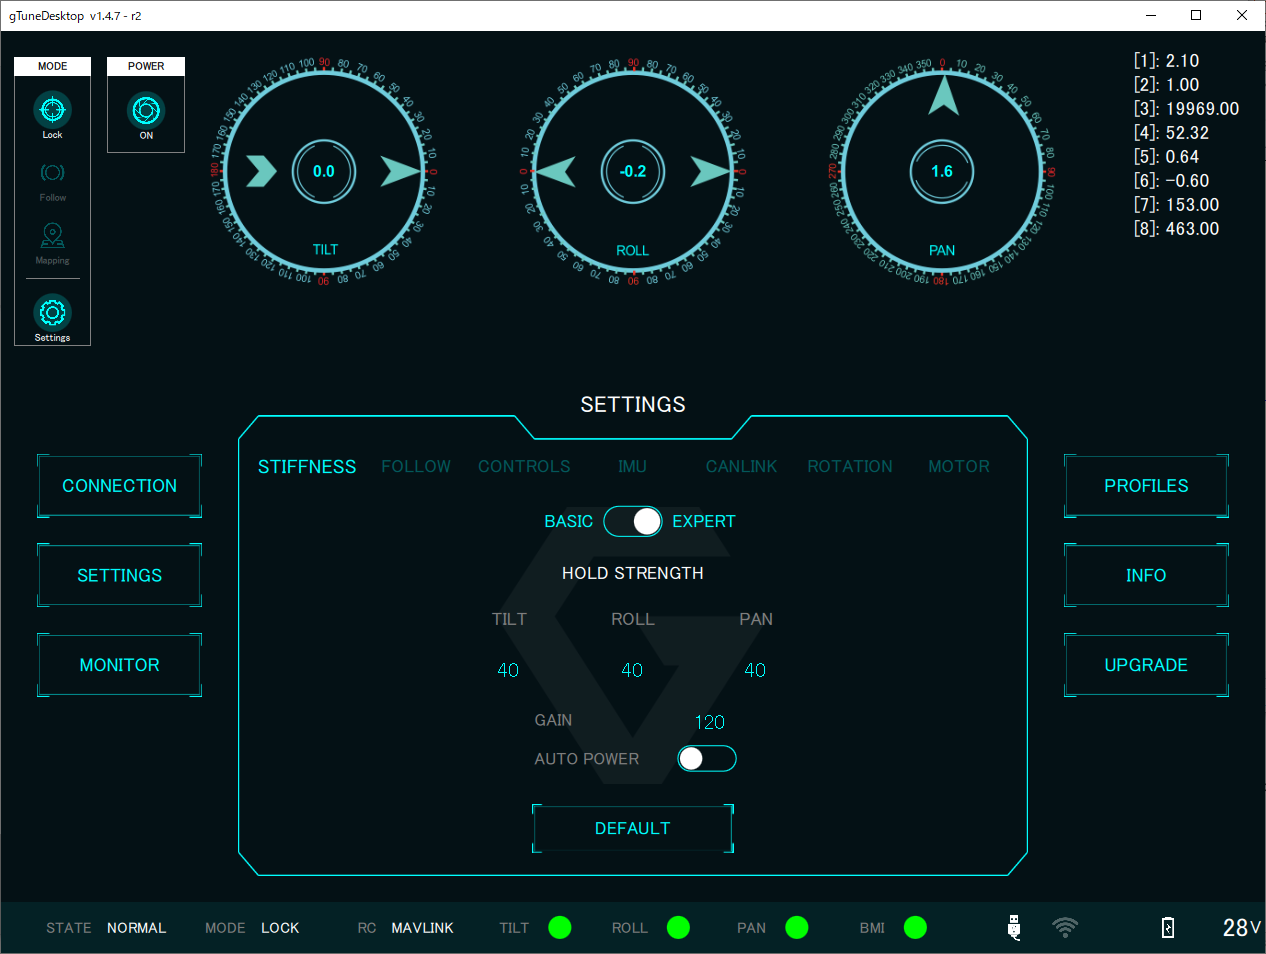 gTuneDesktop v1.4.7 - r2
MODE
POWER
Lock
ON
Follow
Mapping
Settings
0.0
TILT
-0.2
ROLL
1.6
PAN
[1]: 2.10
[2]: 1.00
[3]: 19969.00
[4]: 52.32
[5]: 0.64
[6]: -0.60
[7]: 153.00
[8]: 463.00
SETTINGS
CONNECTION
SETTINGS
MONITOR
STIFFNESS FOLLOW CONTROLS IMU CANLINK ROTATION MOTOR
BASIC EXPERT
HOLD STRENGTH
TILT ROLL PAN
40 40 40
GAIN 120
AUTO POWER
DEFAULT
PROFILES
INFO
UPGRADE
STATE NORMAL MODE LOCK RC MAVLINK TILT ROLL PAN BMI 28V